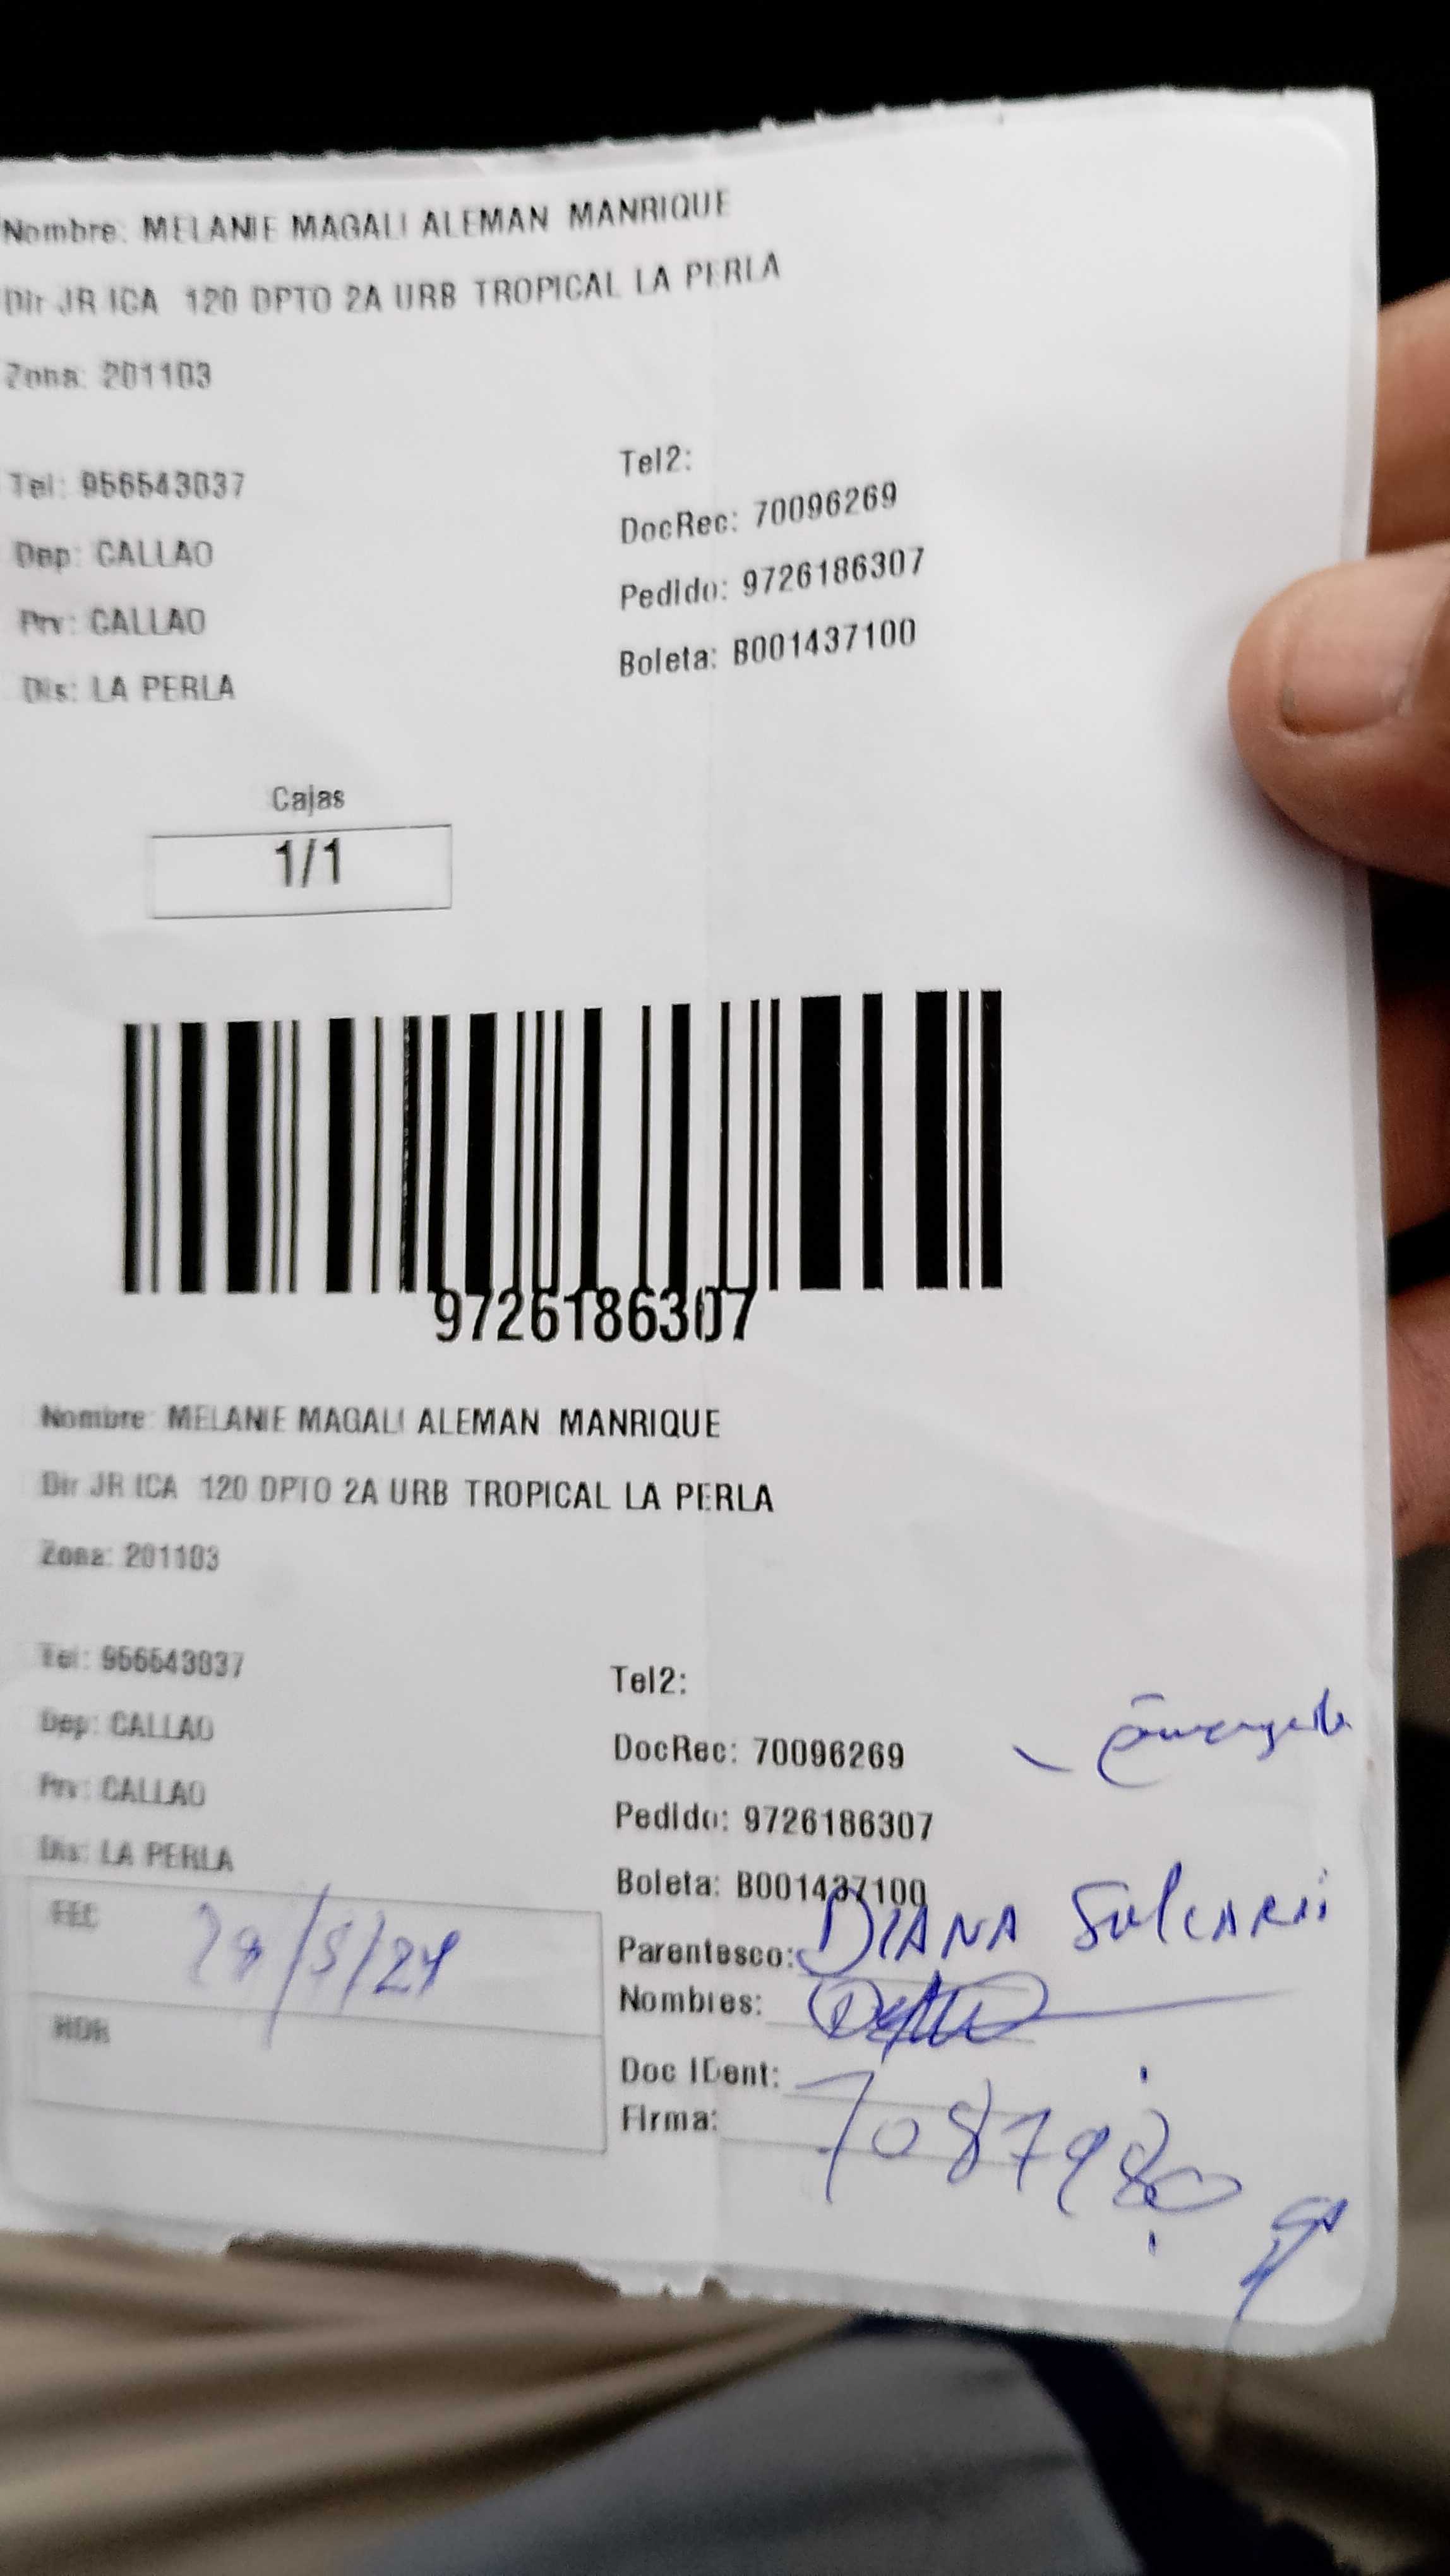 Nombre: MELANIE MAGALI ALEMAN MANRIQUE
Dir JR ICA 120 DPTO 2A URB TROPICAL LA PERLA
Zona: 201103
Tel: 956543037
Tel2:
Dep: CALLAO
DocRec: 70096269
Prv: CALLAO
Pedido: 9726186307
Dis: LA PERLA
Boleta: B001437100
Cajas
1/1
9726186307
Nombre: MELANIE MAGALI ALEMAN MANRIQUE
Dir JR ICA 120 DPTO 2A URB TROPICAL LA PERLA
Zona: 201103
Tel: 956543037
Tel2:
Dep: CALLAO
DocRec: 70096269
Prv: CALLAO
Pedido: 9726186307
Dis: LA PERLA
Boleta: B001437100
FEC
Parentesco: DIANA
Nombres:
HOR
Doc IDent:
Firma: